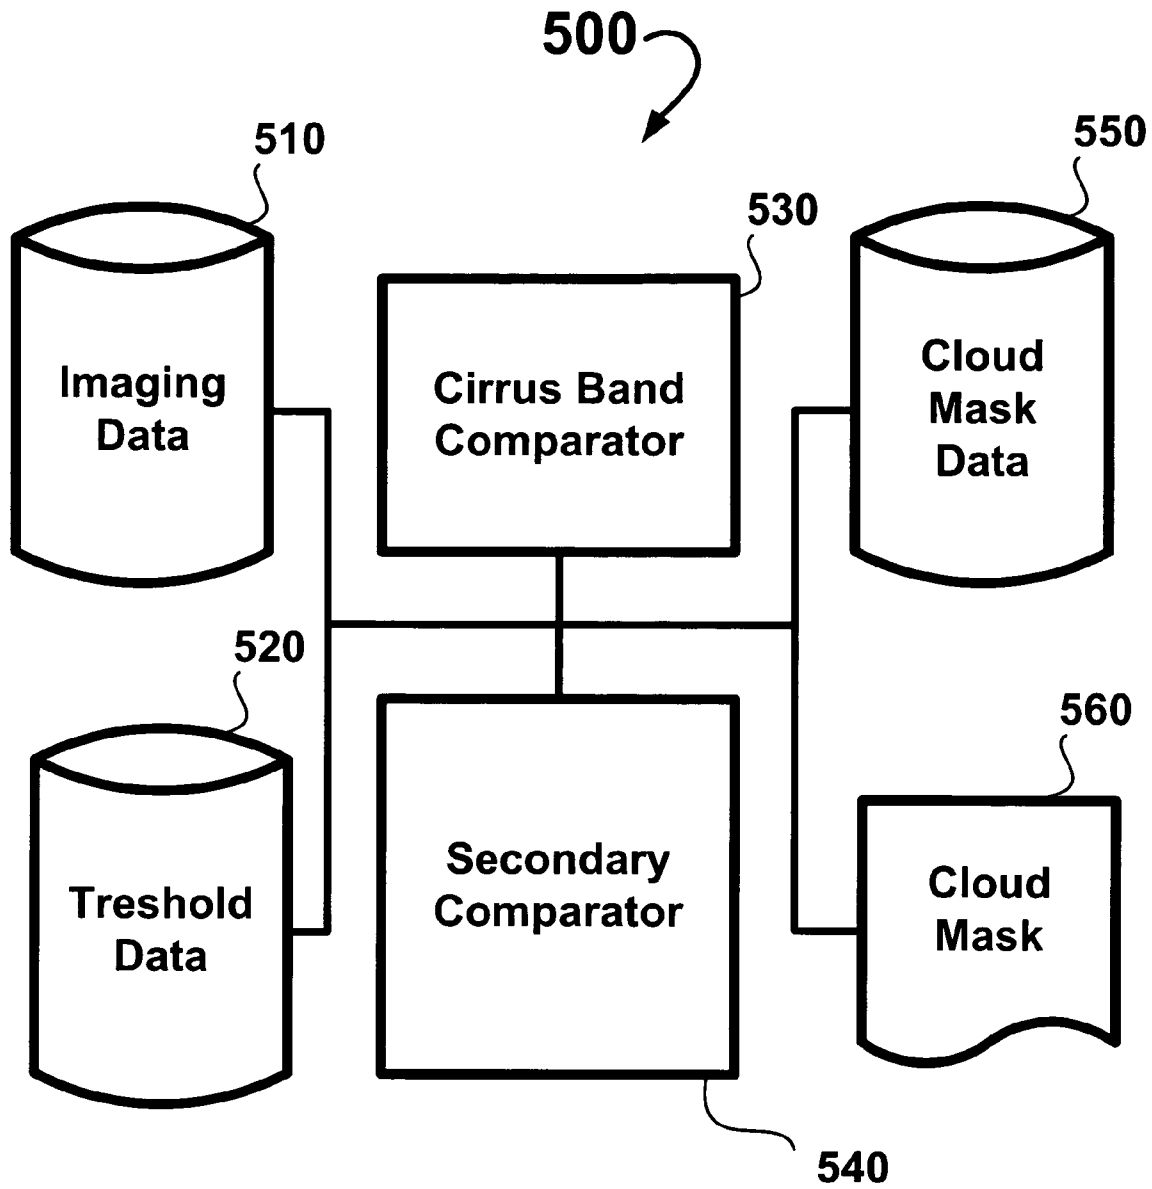 500
510
550
530
Imaging
Data
Cirrus Band
Comparator
Cloud
Mask
Data
520
560
Treshold
Data
Secondary
Comparator
Cloud
Mask
540